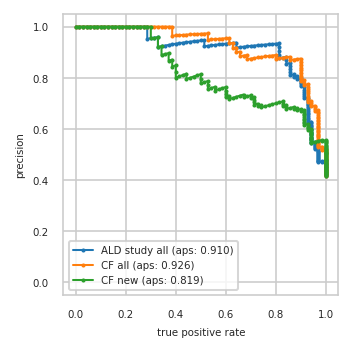 1.0
0.8
0.6
0.4
0.2
0.0
precision
ALD study all (aps: 0.910)
CF all (aps: 0.926)
CF new (aps: 0.819)
0.0 0.2 0.4 0.6 0.8 1.0
true positive rate